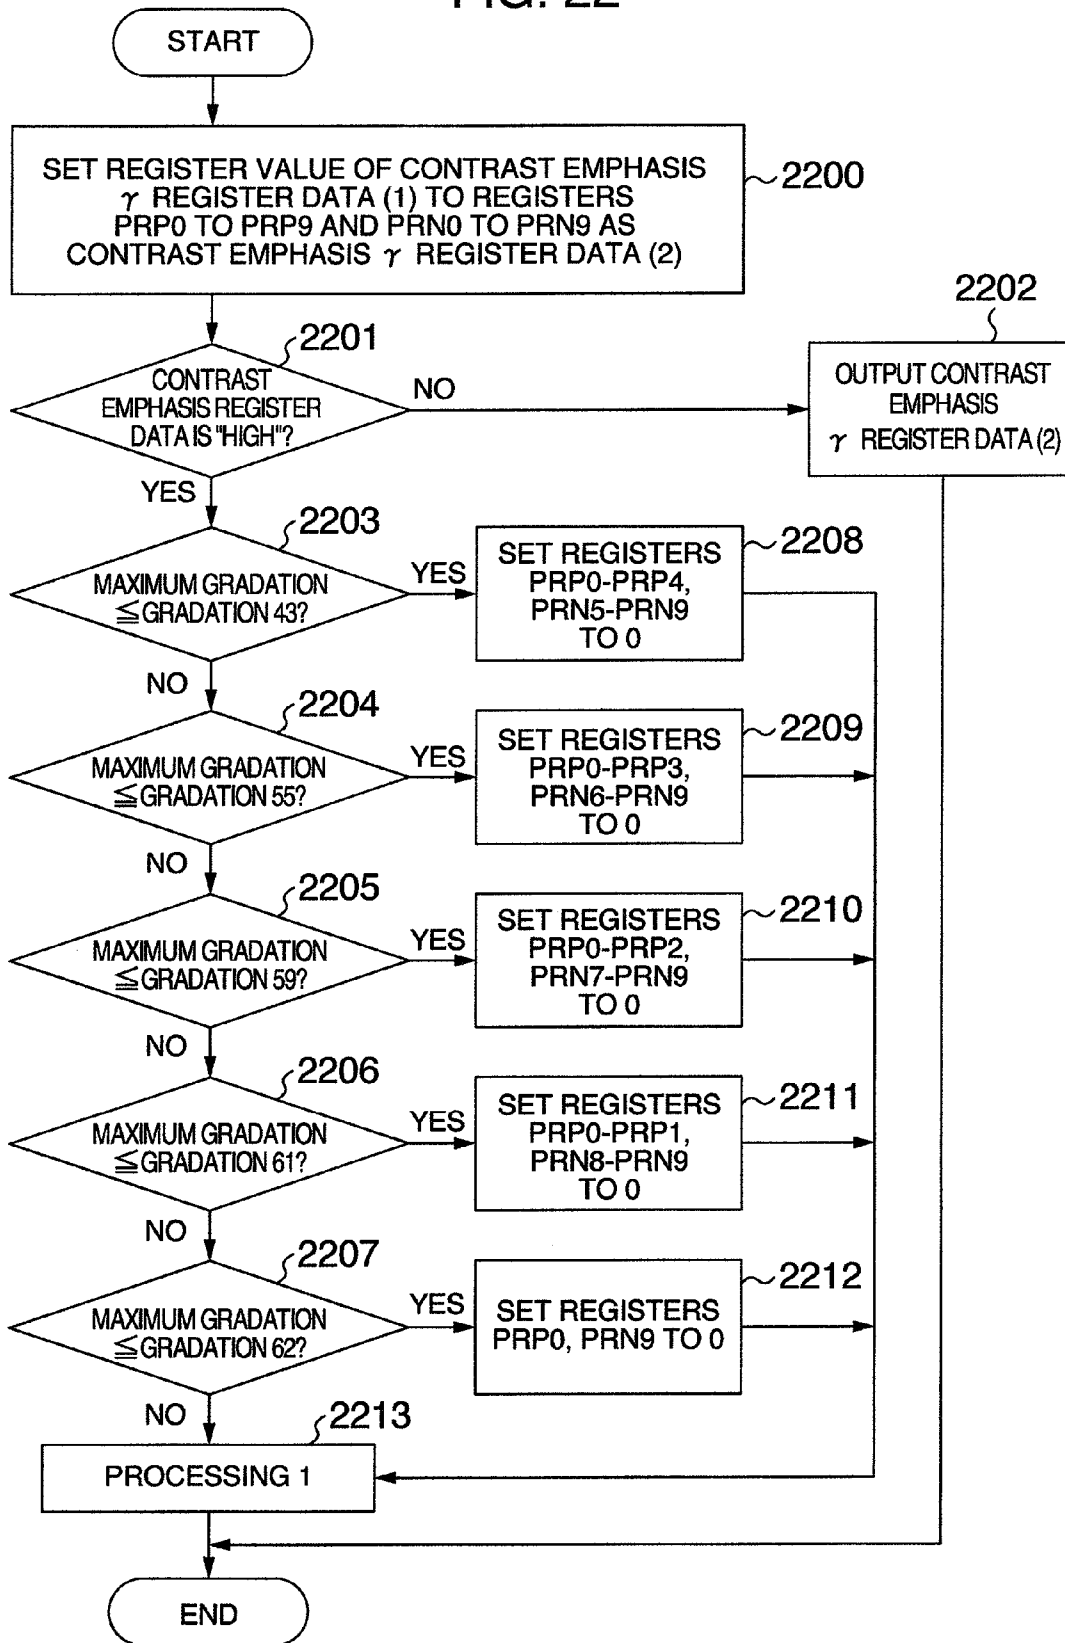 FIG. 22
START
SET REGISTER VALUE OF CONTRAST EMPHASIS
γ REGISTER DATA (1) TO REGISTERS
PRP0 TO PRP9 AND PRN0 TO PRN9 AS
CONTRAST EMPHASIS γ REGISTER DATA (2)
2200
2202
2201
CONTRAST
EMPHASIS REGISTER
DATA IS "HIGH"?
NO
OUTPUT CONTRAST
EMPHASIS
γ REGISTER DATA (2)
YES
2203
MAXIMUM GRADATION
≦GRADATION 43?
YES
SET REGISTERS
PRP0-PRP4,
PRN5-PRN9
TO 0
2208
NO
2204
MAXIMUM GRADATION
≦GRADATION 55?
YES
SET REGISTERS
PRP0-PRP3,
PRN6-PRN9
TO 0
2209
NO
2205
MAXIMUM GRADATION
≦GRADATION 59?
YES
SET REGISTERS
PRP0-PRP2,
PRN7-PRN9
TO 0
2210
NO
2206
MAXIMUM GRADATION
≦GRADATION 61?
YES
SET REGISTERS
PRP0-PRP1,
PRN8-PRN9
TO 0
2211
NO
2207
MAXIMUM GRADATION
≦GRADATION 62?
YES
SET REGISTERS
PRP0, PRN9 TO 0
2212
NO
2213
PROCESSING 1
END